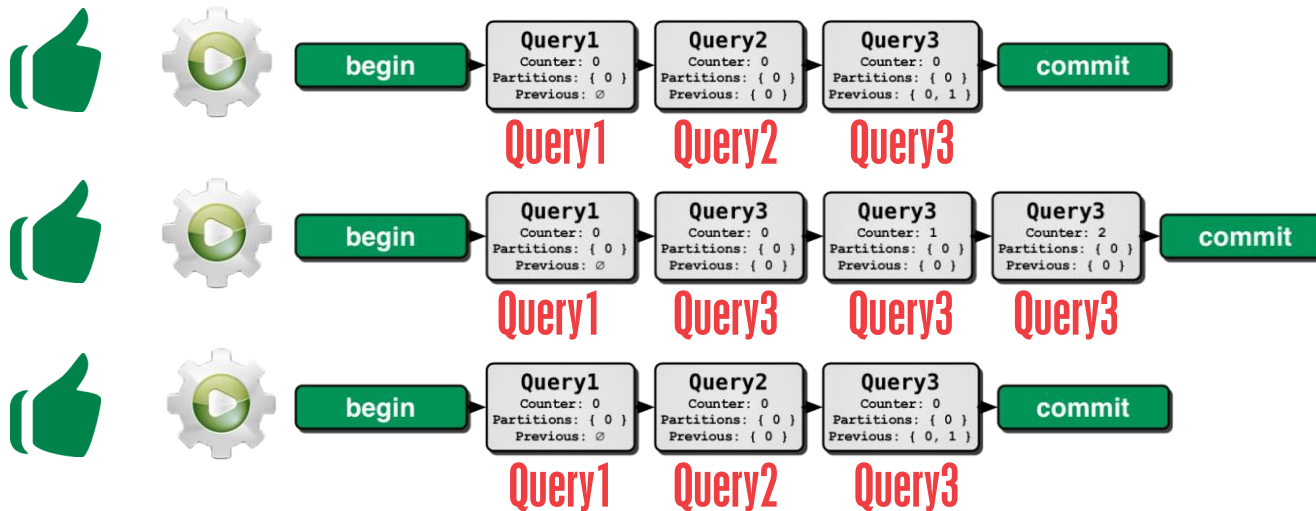 begin
Query1
Counter: 0
Partitions: { 0 }
Previous: ∅
Query2
Counter: 0
Partitions: { 0 }
Previous: { 0 }
Query3
Counter: 0
Partitions: { 0 }
Previous: { 0, 1 }
commit
Query1
Query2
Query3
begin
Query1
Counter: 0
Partitions: { 0 }
Previous: ∅
Query3
Counter: 0
Partitions: { 0 }
Previous: { 0 }
Query3
Counter: 1
Partitions: { 0 }
Previous: { 0 }
Query3
Counter: 2
Partitions: { 0 }
Previous: { 0 }
commit
Query1
Query3
Query3
Query3
begin
Query1
Counter: 0
Partitions: { 0 }
Previous: ∅
Query2
Counter: 0
Partitions: { 0 }
Previous: { 0 }
Query3
Counter: 0
Partitions: { 0 }
Previous: { 0, 1 }
commit
Query1
Query2
Query3